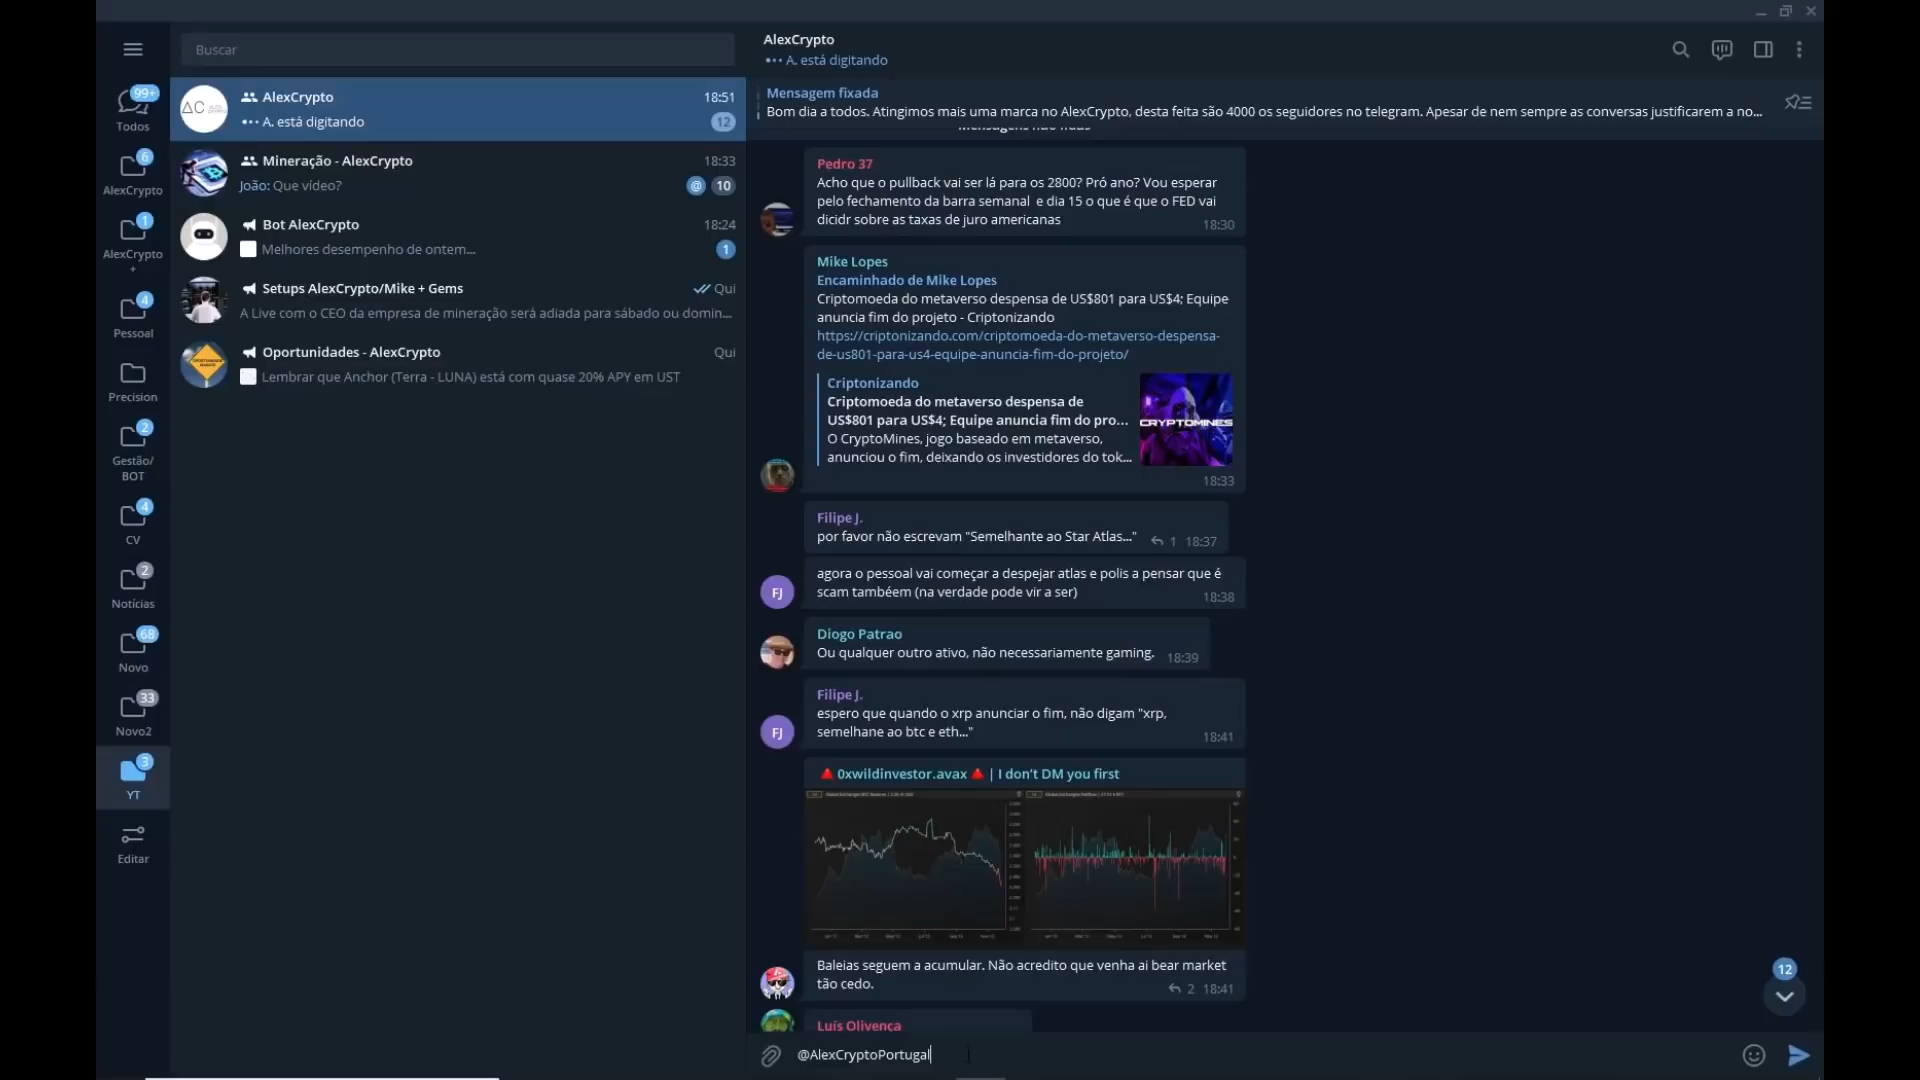 Buscar
99+
Todos
6
AlexCrypto
1
AlexCrypto
+
4
Pessoal
Precision
2
Gestão/
BOT
4
CV
2
Notícias
68
Novo
33
Novo2
3
YT
Editar
AlexCrypto
18:51
A. está digitando
12
Mineração - AlexCrypto
18:33
João: Que vídeo?
@ 10
Bot AlexCrypto
18:24
Melhores desempenho de ontem...
1
Setups AlexCrypto/Mike + Gems
Qui
A Live com o CEO da empresa de mineração será adiada para sábado ou domin...
Oportunidades - AlexCrypto
Qui
Lembrar que Anchor (Terra - LUNA) está com quase 20% APY em UST
AlexCrypto
A. está digitando
Mensagem fixada
Bom dia a todos. Atingimos mais uma marca no AlexCrypto, desta feita são 4000 os seguidores no telegram. Apesar de nem sempre as conversas justificarem a no...
Mensagens não lidas
Pedro 37
Acho que o pullback vai ser lá para os 2800? Pró ano? Vou esperar
pelo fechamento da barra semanal e dia 15 o que é que o FED vai
dicidr sobre as taxas de juro americanas
18:30
Mike Lopes
Encaminhado de Mike Lopes
Criptomoeda do metaverso despensa de US$801 para US$4; Equipe
anuncia fim do projeto - Criptonizando
https://criptonizando.com/criptomoeda-do-metaverso-despensa-
de-us801-para-us4-equipe-anuncia-fim-do-projeto/
Criptonizando
Criptomoeda do metaverso despensa de
US$801 para US$4; Equipe anuncia fim do pro...
O CryptoMines, jogo baseado em metaverso,
anunciou o fim, deixando os investidores do tok...
CRYPTOMINES
18:33
Filipe J.
por favor não escrevam "Semelhante ao Star Atlas..."
1 18:37
agora o pessoal vai começar a despejar atlas e polis a pensar que é
scam tambéem (na verdade pode vir a ser)
18:38
FJ
Diogo Patrao
Ou qualquer outro ativo, não necessariamente gaming.
18:39
Filipe J.
espero que quando o xrp anunciar o fim, não digam "xrp,
semelhane ao btc e eth..."
18:41
FJ
0xwildinvestor.avax | I don't DM you first
Baleias seguem a acumular. Não acredito que venha ai bear market
tão cedo.
2 18:41
Luís Olivença
12
@AlexCryptoPortugal